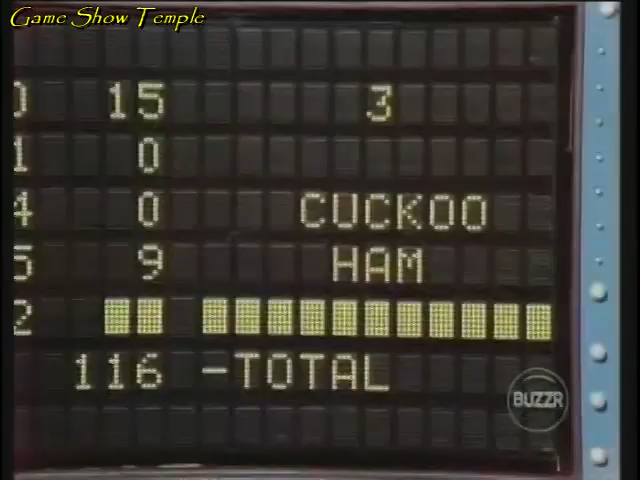 Game Show Temple
0 15 3
1 0
4 0 CUCKOO
5 9 HAM
2
116 -TOTAL
BUZZR